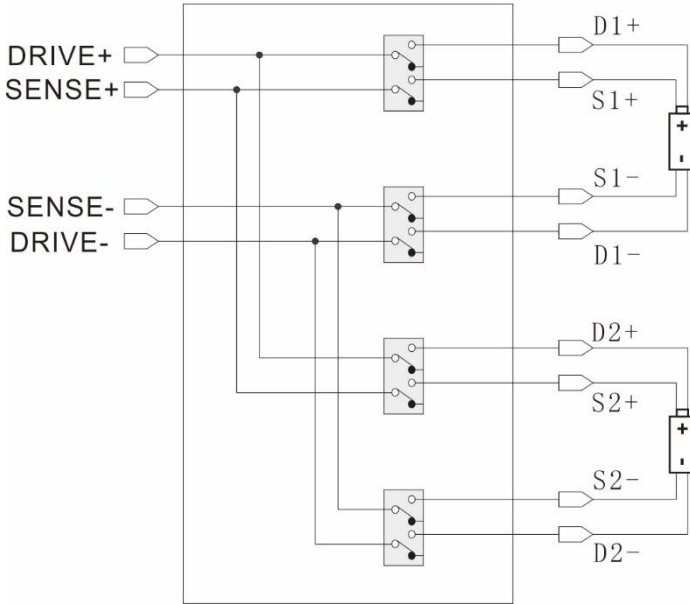 D1+
DRIVE+
SENSE+
S1+
+
-
S1-
SENSE-
DRIVE-
D1-
D2+
S2+
+
-
S2-
D2-